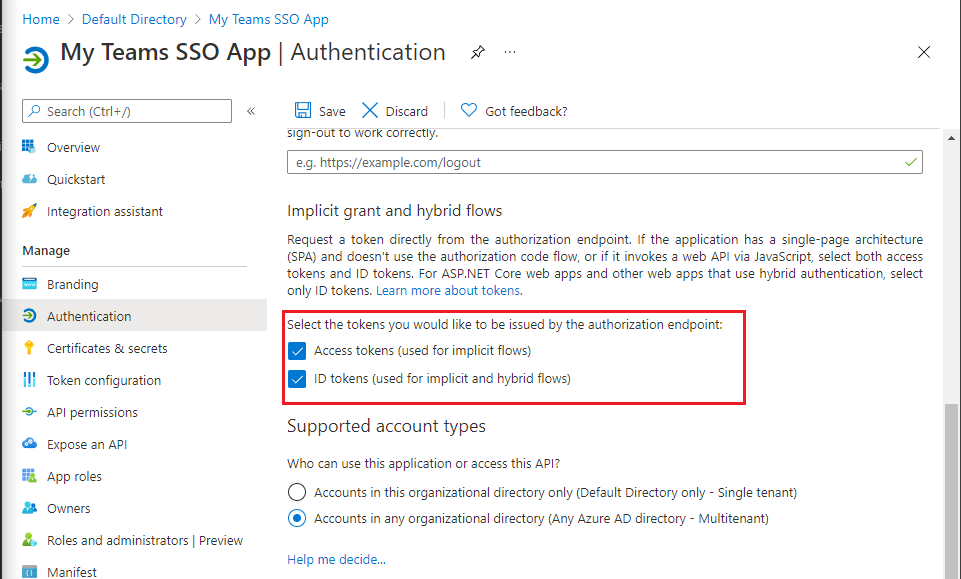 Home > Default Directory > My Teams SSO App
My Teams SSO App | Authentication
Search (Ctrl+/)
«
Save
Discard
Got feedback?
Overview
Quickstart
Integration assistant
Manage
Branding
Authentication
Certificates & secrets
Token configuration
API permissions
Expose an API
App roles
Owners
Roles and administrators | Preview
Manifest
sign-out to work correctly.
e.g. https://example.com/logout
Implicit grant and hybrid flows
Request a token directly from the authorization endpoint. If the application has a single-page architecture
(SPA) and doesn't use the authorization code flow, or if it invokes a web API via JavaScript, select both access
tokens and ID tokens. For ASP.NET Core web apps and other web apps that use hybrid authentication, select
only ID tokens. Learn more about tokens.
Select the tokens you would like to be issued by the authorization endpoint:
Access tokens (used for implicit flows)
ID tokens (used for implicit and hybrid flows)
Supported account types
Who can use this application or access this API?
Accounts in this organizational directory only (Default Directory only - Single tenant)
Accounts in any organizational directory (Any Azure AD directory - Multitenant)
Help me decide...